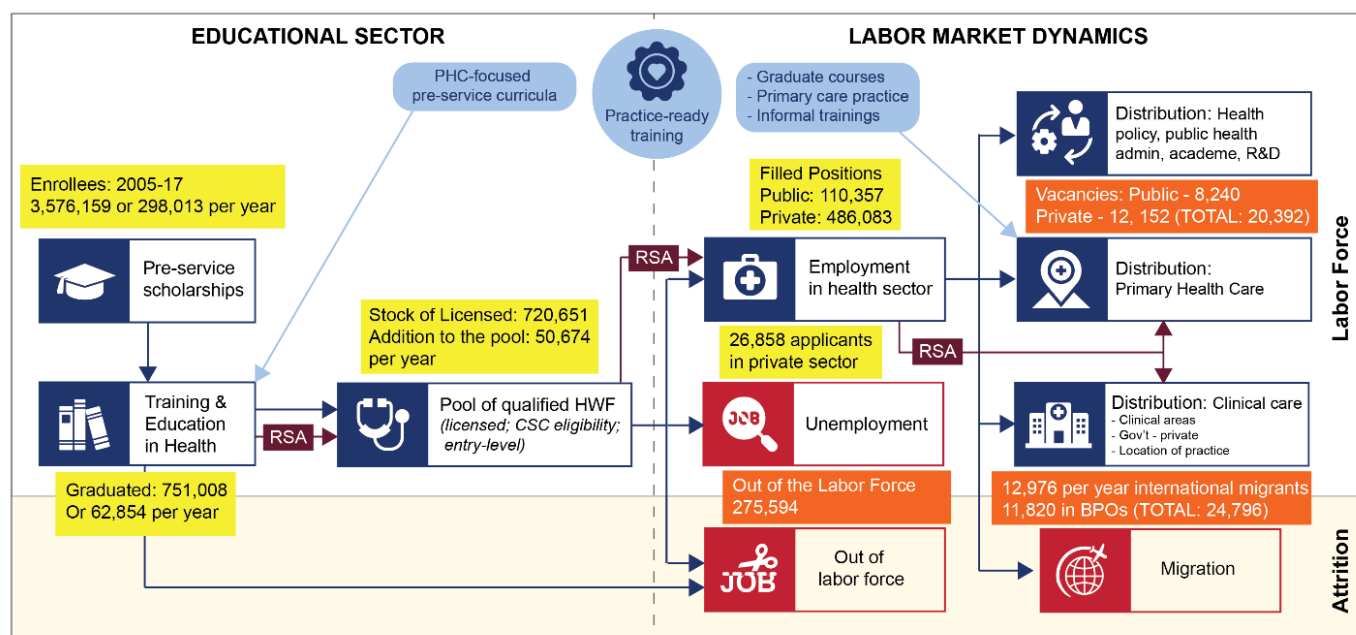 EDUCATIONAL SECTOR
LABOR MARKET DYNAMICS
PHC-focused
pre-service curricula
Practice-ready
training
- Graduate courses
- Primary care practice
- Informal trainings
Distribution: Health
policy, public health
admin, academe, R&D
Enrollees: 2005-17
3,576,159 or 298,013 per year
Filled Positions
Public: 110,357
Private: 486,083
Vacancies: Public - 8,240
Private - 12, 152 (TOTAL: 20,392)
Pre-service
scholarships
RSA
Employment
in health sector
Distribution:
Primary Health Care
Labor Force
Stock of Licensed: 720,651
Addition to the pool: 50,674
per year
26,858 applicants
in private sector
RSA
Training &
Education
in Health
RSA
Pool of qualified HWF
(licensed; CSC eligibility;
entry-level)
JOB
Unemployment
Distribution: Clinical care
- Clinical areas
- Gov't - private
- Location of practice
Graduated: 751,008
Or 62,854 per year
Out of the Labor Force
275,594
12,976 per year international migrants
11,820 in BPOs (TOTAL: 24,796)
JOB
Out of
labor force
Migration
Attrition